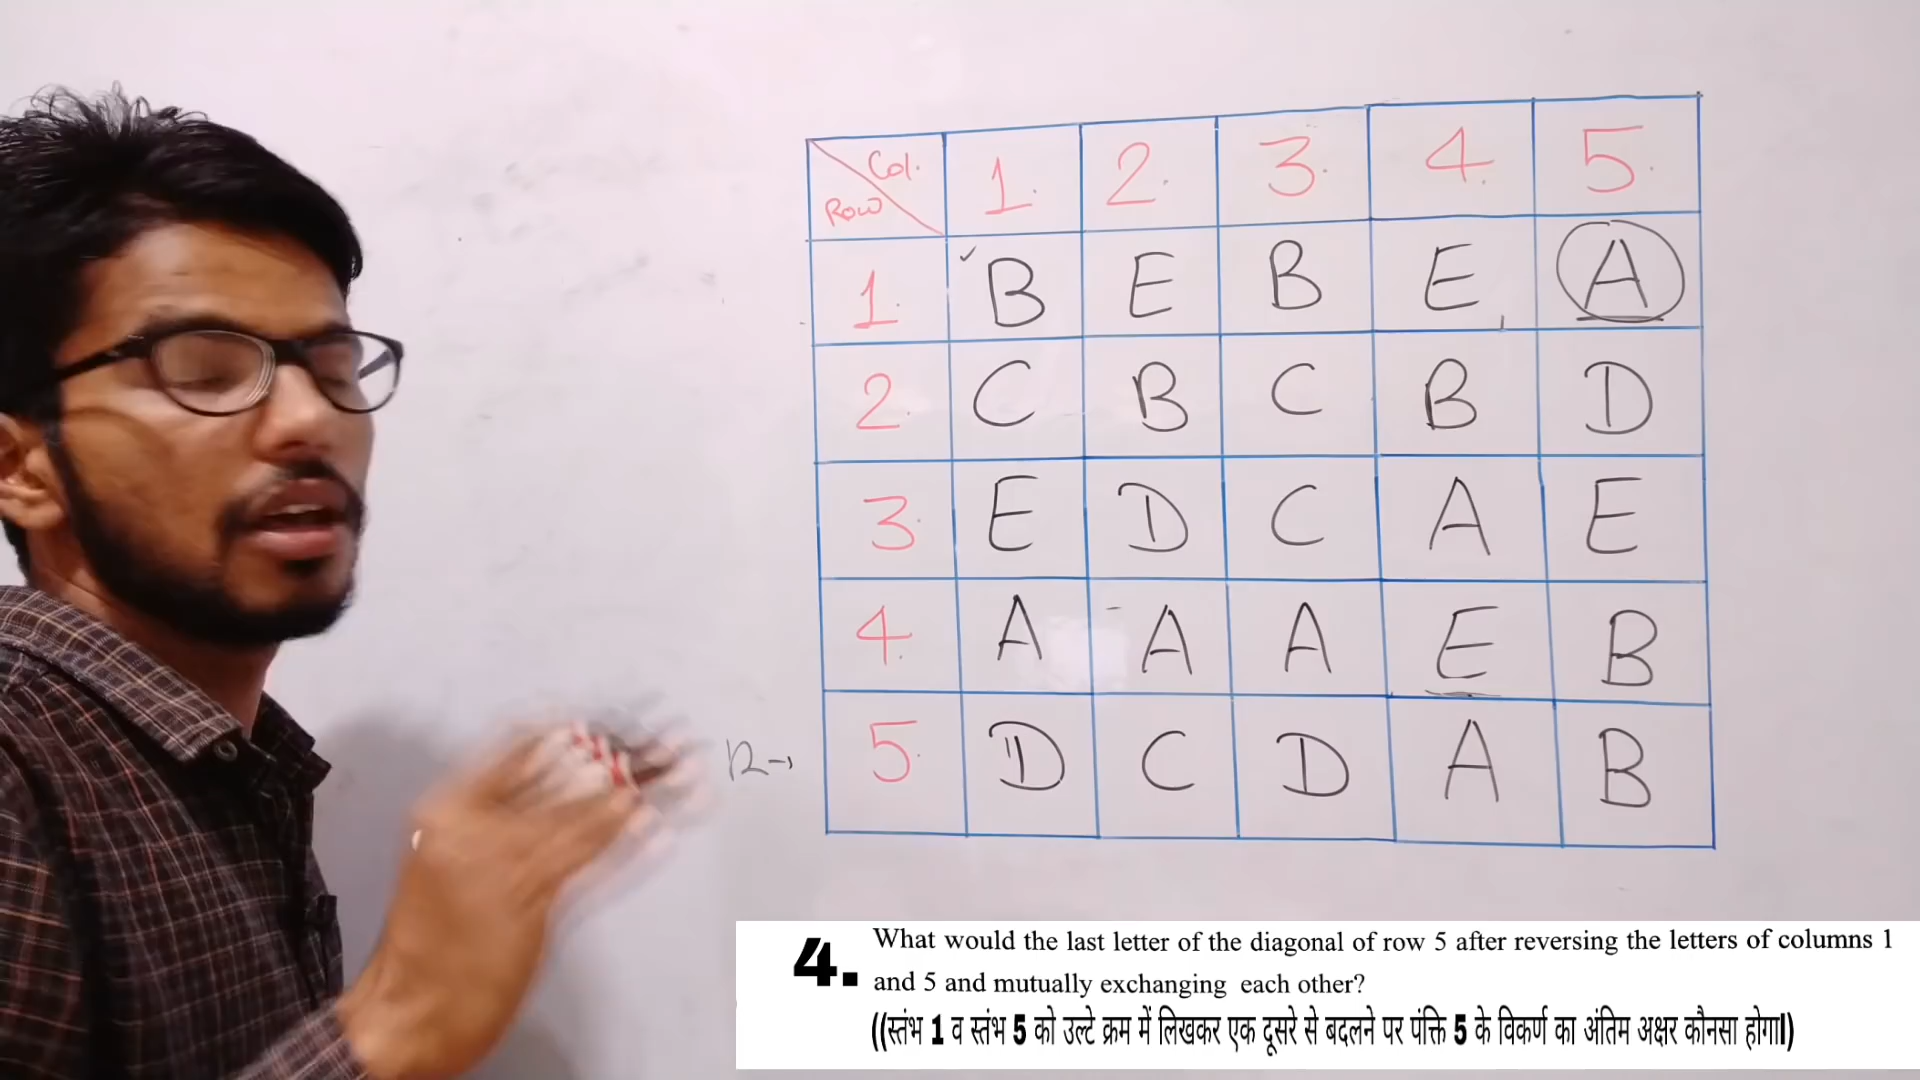 Col. 1. 2. 3. 4. 5.
Row
1. B E B E A
2. C B C B D
3. E D C A E
4. A A A E B
5. D C D A B
4. What would the last letter of the diagonal of row 5 after reversing the letters of columns 1
and 5 and mutually exchanging each other?
((स्तंभ 1 व स्तंभ 5 को उल्टे क्रम में लिखकर एक दूसरे से बदलने पर पंक्ति 5 के विकर्ण का अंतिम अक्षर कौनसा होगा।)